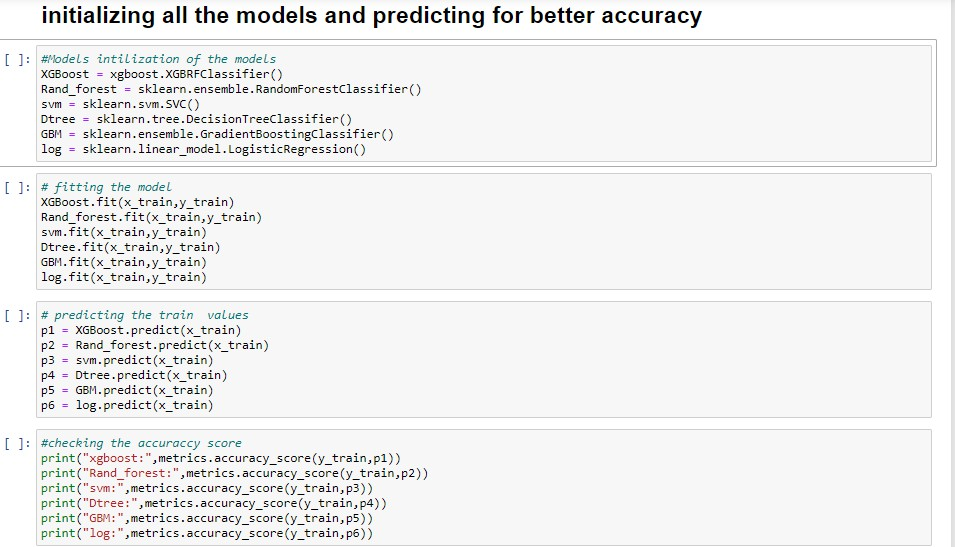 initializing all the models and predicting for better accuracy
[ ]: #Models intilization of the models
XGBoost = xgboost.XGBRFClassifier()
Rand_forest = sklearn.ensemble.RandomForestClassifier()
svm = sklearn.svm.SVC()
Dtree = sklearn.tree.DecisionTreeClassifier()
GBM = sklearn.ensemble.GradientBoostingClassifier()
log = sklearn.linear_model.LogisticRegression()
[ ]: # fitting the model
XGBoost.fit(x_train,y_train)
Rand_forest.fit(x_train,y_train)
svm.fit(x_train,y_train)
Dtree.fit(x_train,y_train)
GBM.fit(x_train,y_train)
log.fit(x_train,y_train)
[ ]: # predicting the train  values
p1 = XGBoost.predict(x_train)
p2 = Rand_forest.predict(x_train)
p3 = svm.predict(x_train)
p4 = Dtree.predict(x_train)
p5 = GBM.predict(x_train)
p6 = log.predict(x_train)
[ ]: #checking the accuraccy score
print("xgboost:",metrics.accuracy_score(y_train,p1))
print("Rand_forest:",metrics.accuracy_score(y_train,p2))
print("svm:",metrics.accuracy_score(y_train,p3))
print("Dtree:",metrics.accuracy_score(y_train,p4))
print("GBM:",metrics.accuracy_score(y_train,p5))
print("log:",metrics.accuracy_score(y_train,p6))